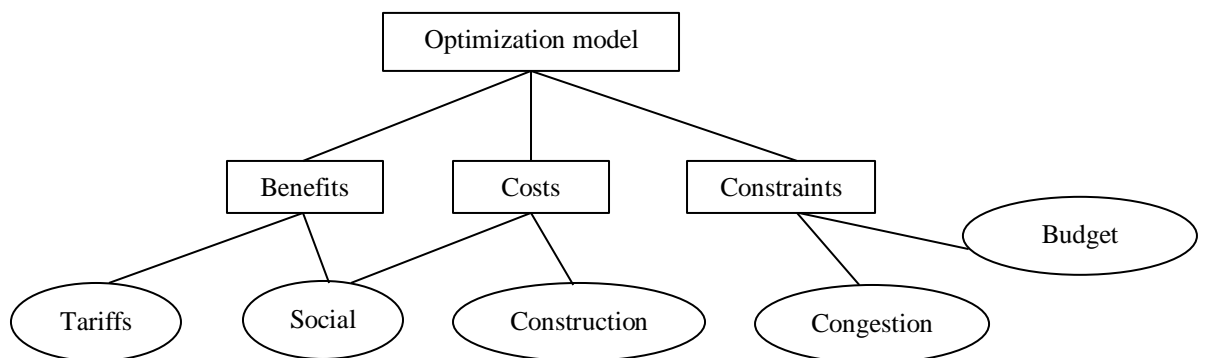 Optimization model
Benefits
Costs
Constraints
Budget
Tariffs
Social
Construction
Congestion